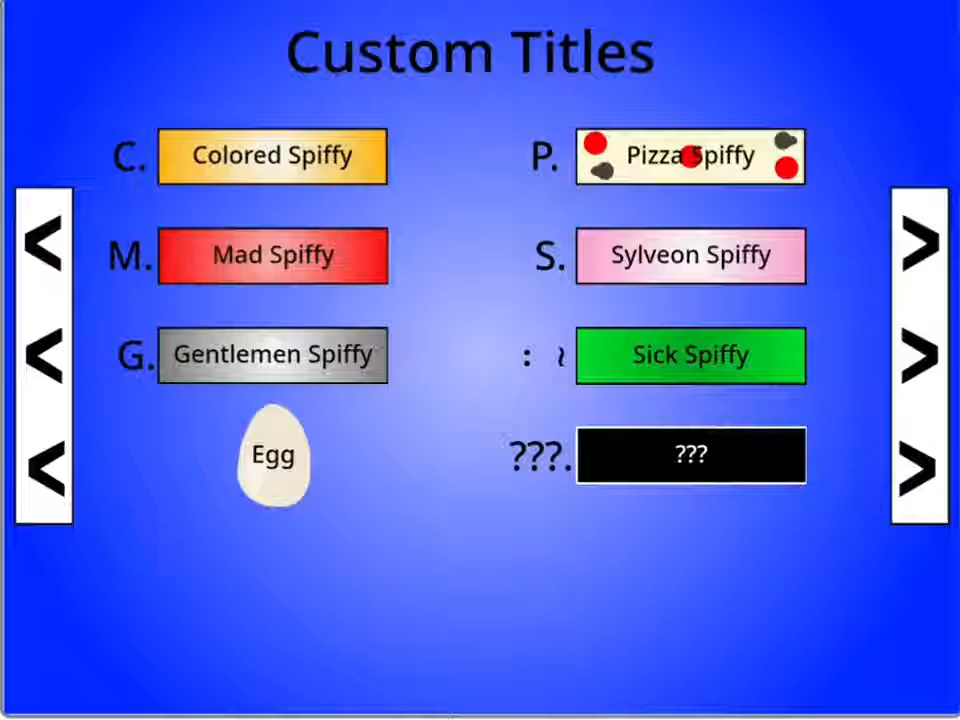 Custom Titles
C. Colored Spiffy
P. Pizza Spiffy
M. Mad Spiffy
S. Sylveon Spiffy
G. Gentlemen Spiffy
: ~ Sick Spiffy
Egg
???. ???
< >
< >
< >